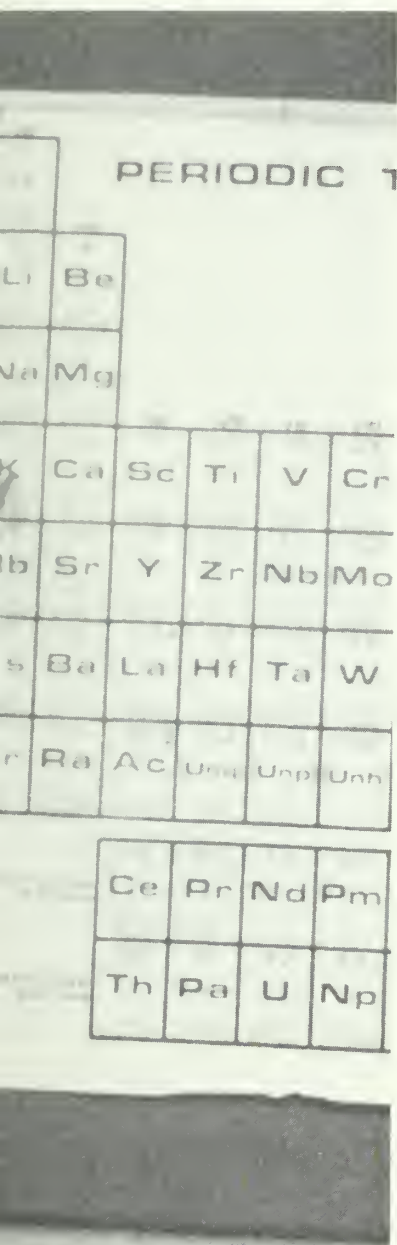 PERIODIC T
Li Be
Na Mg
K Ca Sc Ti V Cr
b Sr Y Zr Nb Mo
s Ba La Hf Ta W
r Ra Ac Unq Unp Unh
Ce Pr Nd Pm
Th Pa U Np